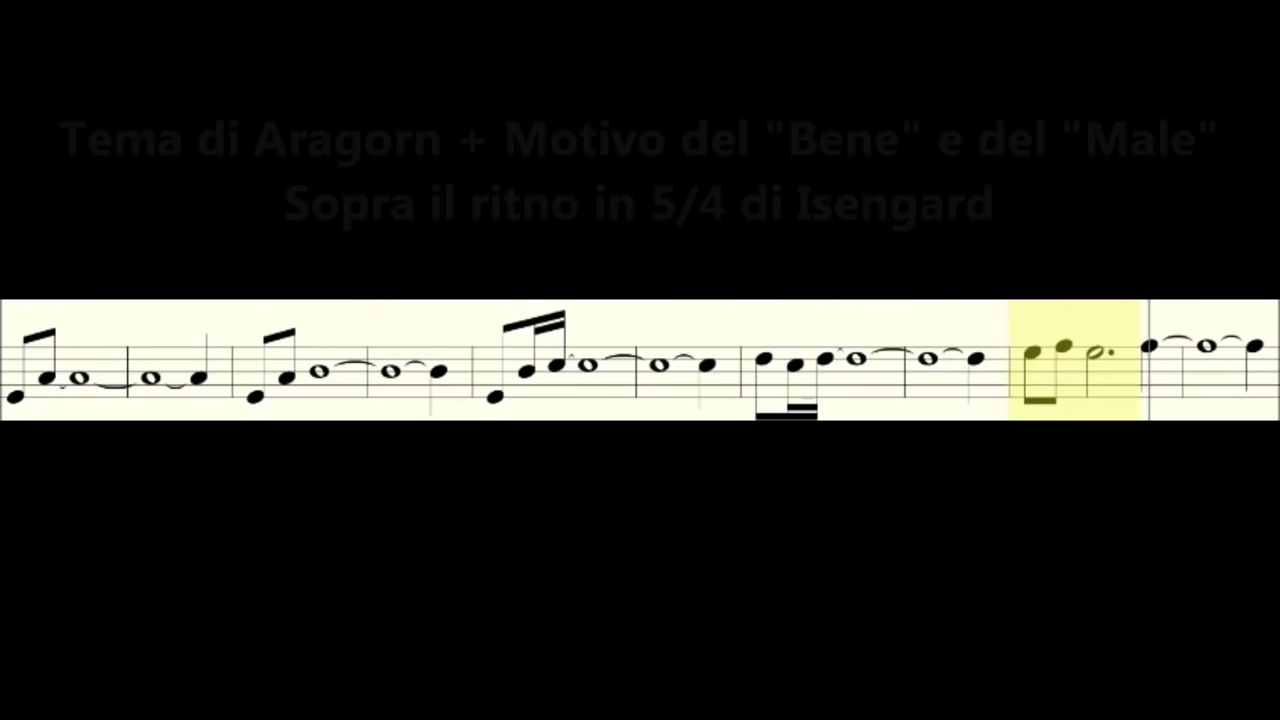 Tema di Aragorn + Motivo del "Bene" e del "Male"
Sopra il ritno in 5/4 di Isengard